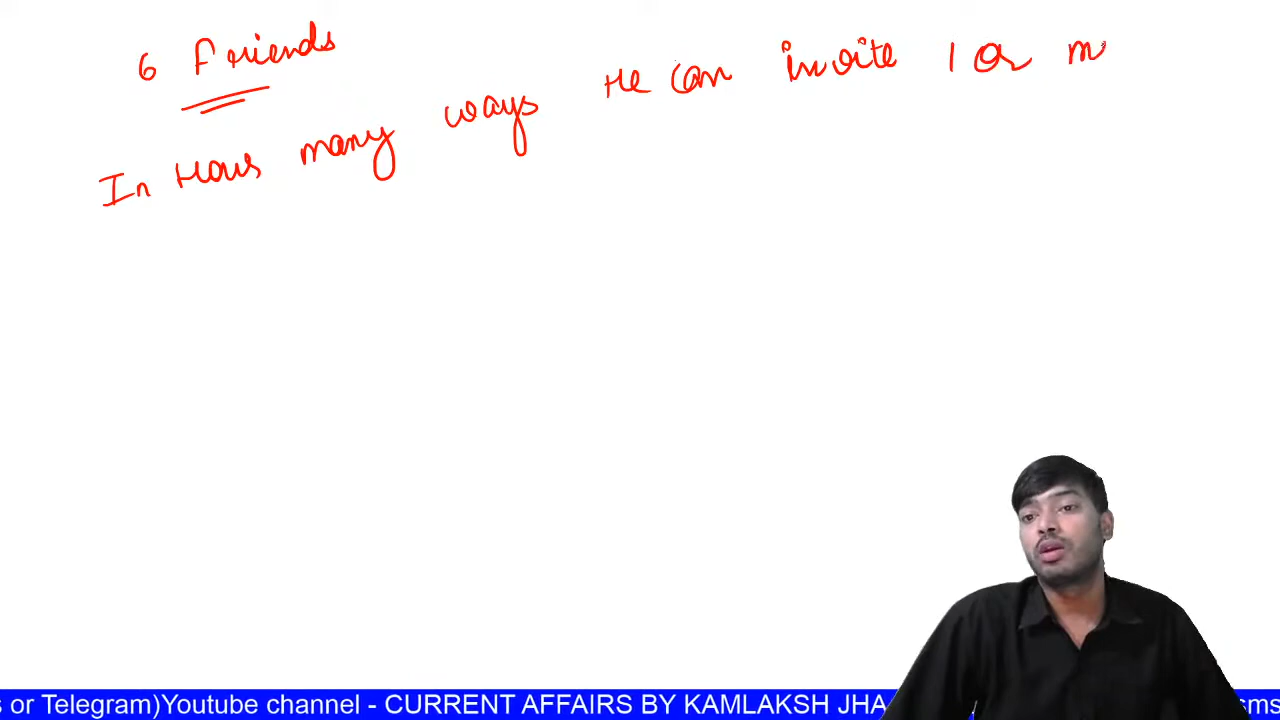 6 Friends
In How many ways He can invite 1 or m
s or Telegram)Youtube channel - CURRENT AFFAIRS BY KAMLAKSH JHA sms